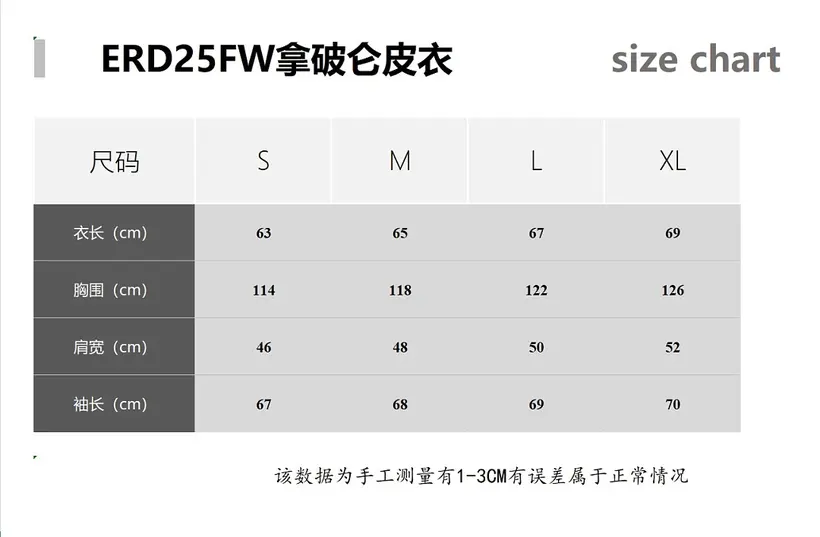 ERD25FW拿破仑皮衣 size chart
尺码 S M L XL
衣长（cm） 63 65 67 69
胸围（cm） 114 118 122 126
肩宽（cm） 46 48 50 52
袖长（cm） 67 68 69 70
该数据为手工测量有1-3CM有误差属于正常情况